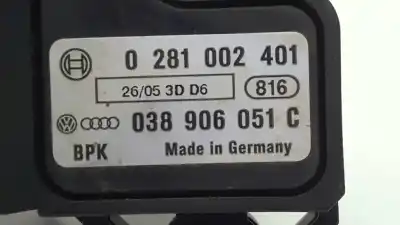 0 281 002 401
26/05 3D D6 816
038 906 051 C
BPK Made in Germany